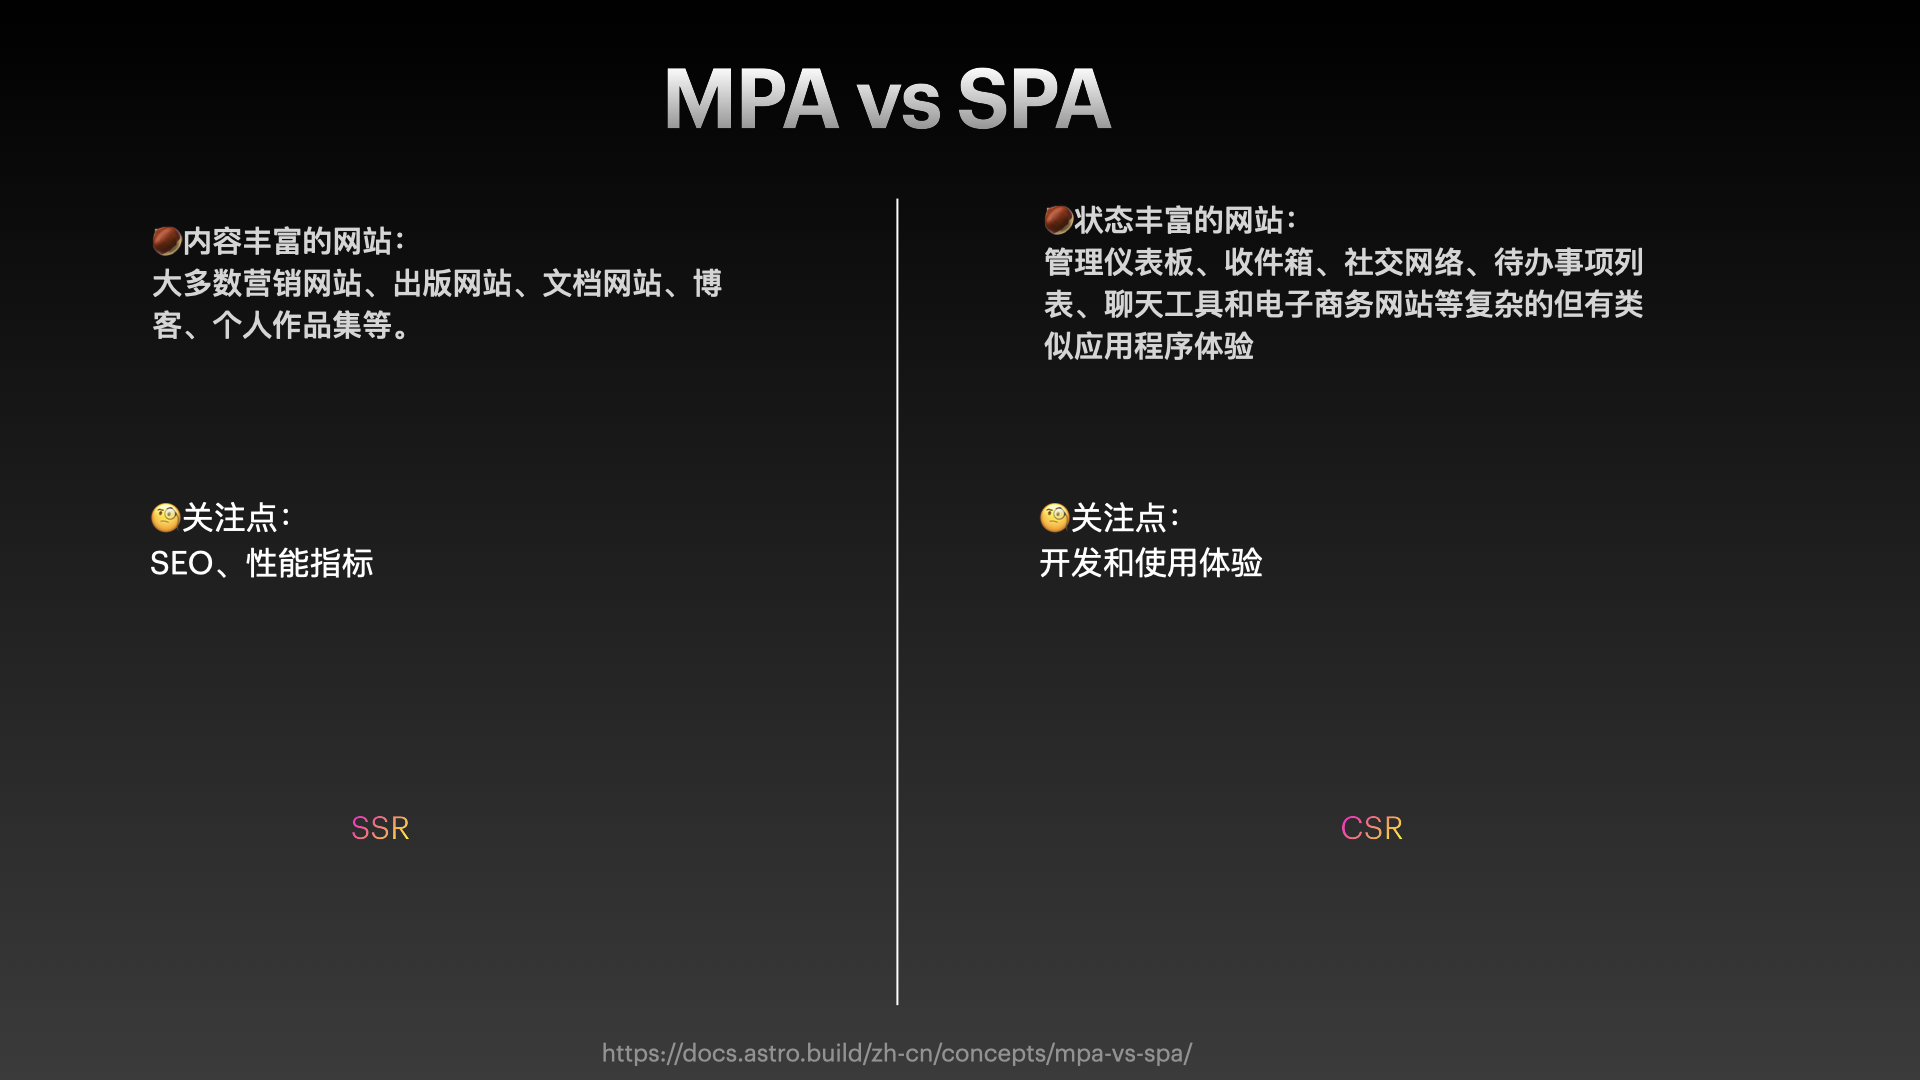 MPA vs SPA
🌰内容丰富的网站：
大多数营销网站、出版网站、文档网站、博
客、个人作品集等。
🧐关注点：
SEO、性能指标
SSR
🌰状态丰富的网站：
管理仪表板、收件箱、社交网络、待办事项列
表、聊天工具和电子商务网站等复杂的但有类
似应用程序体验
🧐关注点：
开发和使用体验
CSR
https://docs.astro.build/zh-cn/concepts/mpa-vs-spa/